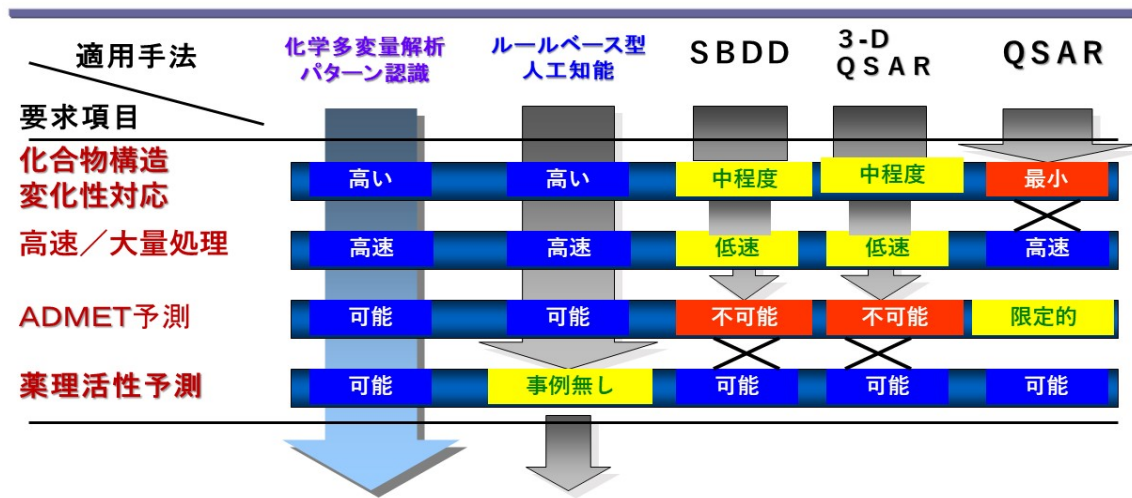 適用手法
要求項目
化学多変量解析
パターン認識
ルールベース型
人工知能
ＳＢＤＤ
３-Ｄ
ＱＳＡＲ
ＱＳＡＲ
化合物構造
変化性対応
高い
高い
中程度
中程度
最小
高速／大量処理
高速
高速
低速
低速
高速
ＡＤＭＥＴ予測
可能
可能
不可能
不可能
限定的
薬理活性予測
可能
事例無し
可能
可能
可能